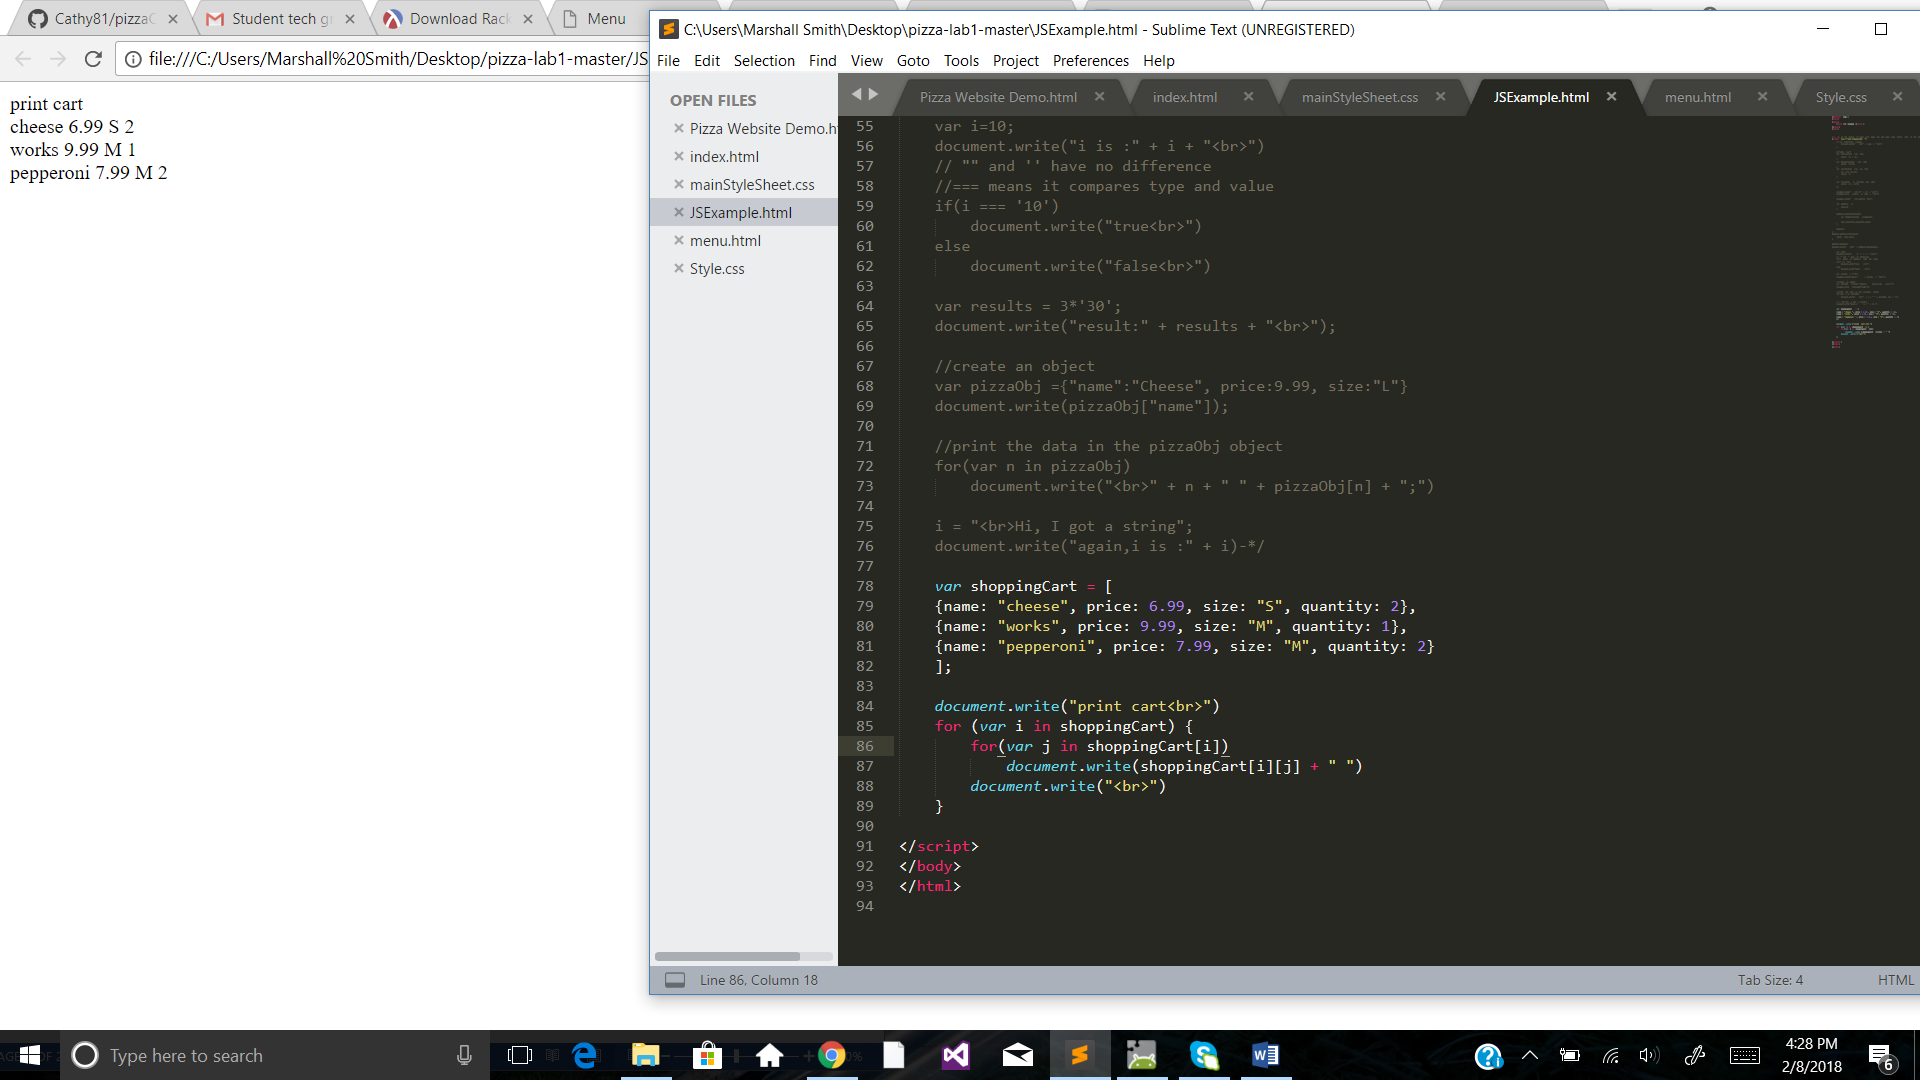 Cathy81/pizzaC
Student tech gr
Download Rack
Menu
file:///C:/Users/Marshall%20Smith/Desktop/pizza-lab1-master/JS
print cart
cheese 6.99 S 2
works 9.99 M 1
pepperoni 7.99 M 2
C:\Users\Marshall Smith\Desktop\pizza-lab1-master\JSExample.html - Sublime Text (UNREGISTERED)
File Edit Selection Find View Goto Tools Project Preferences Help
OPEN FILES
Pizza Website Demo.h
index.html
mainStyleSheet.css
JSExample.html
menu.html
Style.css
Pizza Website Demo.html
index.html
mainStyleSheet.css
JSExample.html
menu.html
Style.css
55 var i=10;
56 document.write("i is :" + i + "<br>")
57 // "" and '' have no difference
58 //=== means it compares type and value
59 if(i === '10')
60 document.write("true<br>")
61 else
62 document.write("false<br>")
63
64 var results = 3*'30';
65 document.write("result:" + results + "<br>");
66
67 //create an object
68 var pizzaObj ={"name":"Cheese", price:9.99, size:"L"}
69 document.write(pizzaObj["name"]);
70
71 //print the data in the pizzaObj object
72 for(var n in pizzaObj)
73 document.write("<br>" + n + " " + pizzaObj[n] + ";")
74
75 i = "<br>Hi, I got a string";
76 document.write("again,i is :" + i)-*/
77
78 var shoppingCart = [
79 {name: "cheese", price: 6.99, size: "S", quantity: 2},
80 {name: "works", price: 9.99, size: "M", quantity: 1},
81 {name: "pepperoni", price: 7.99, size: "M", quantity: 2}
82 ];
83
84 document.write("print cart<br>")
85 for (var i in shoppingCart) {
86 for(var j in shoppingCart[i])
87 document.write(shoppingCart[i][j] + " ")
88 document.write("<br>")
89 }
90
91 </script>
92 </body>
93 </html>
94
Line 86, Column 18
Tab Size: 4
HTML
Type here to search
4:28 PM
2/8/2018
6